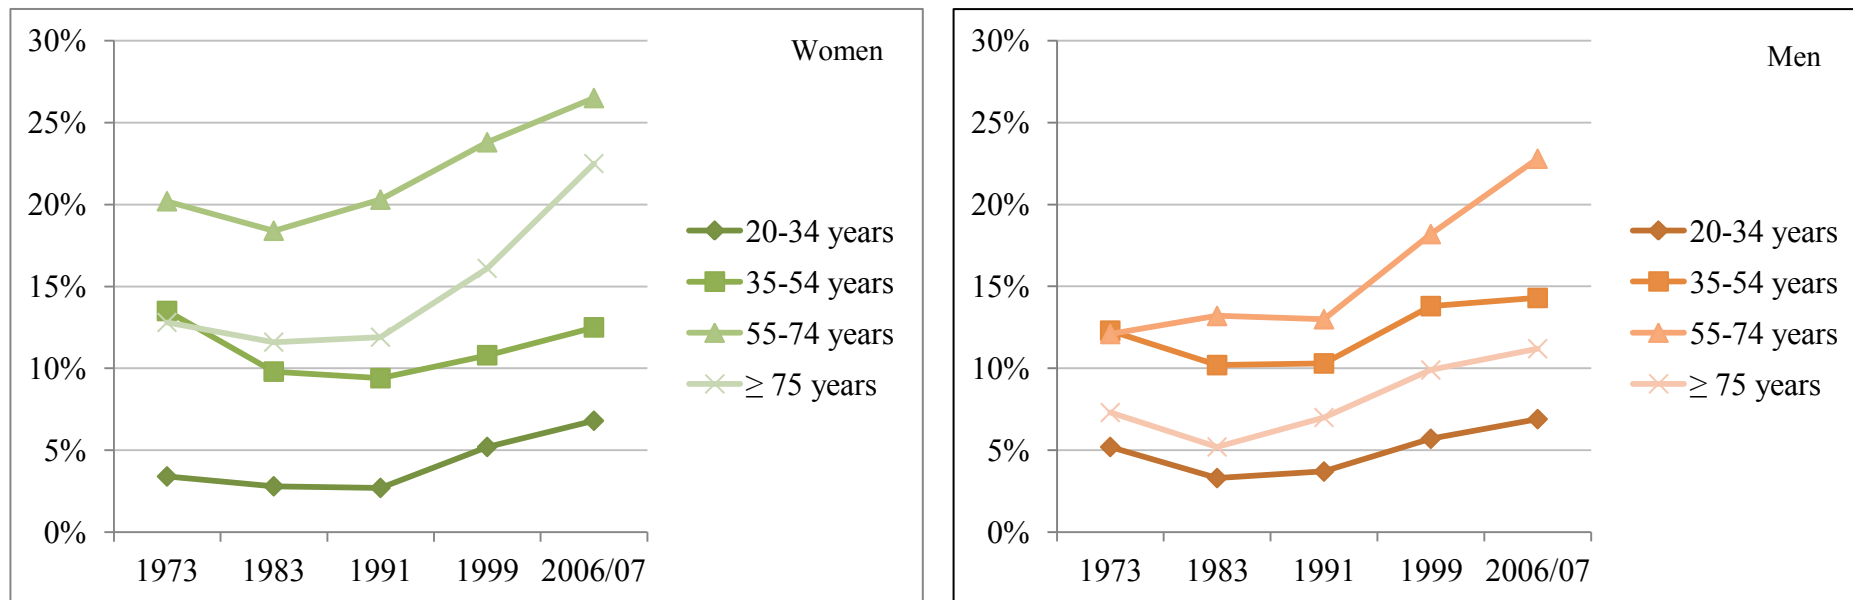 Women
30%
25%
20%
15%
10%
5%
0%
1973 1983 1991 1999 2006/07
20-34 years
35-54 years
55-74 years
≥ 75 years
Men
30%
25%
20%
15%
10%
5%
0%
1973 1983 1991 1999 2006/07
20-34 years
35-54 years
55-74 years
≥ 75 years